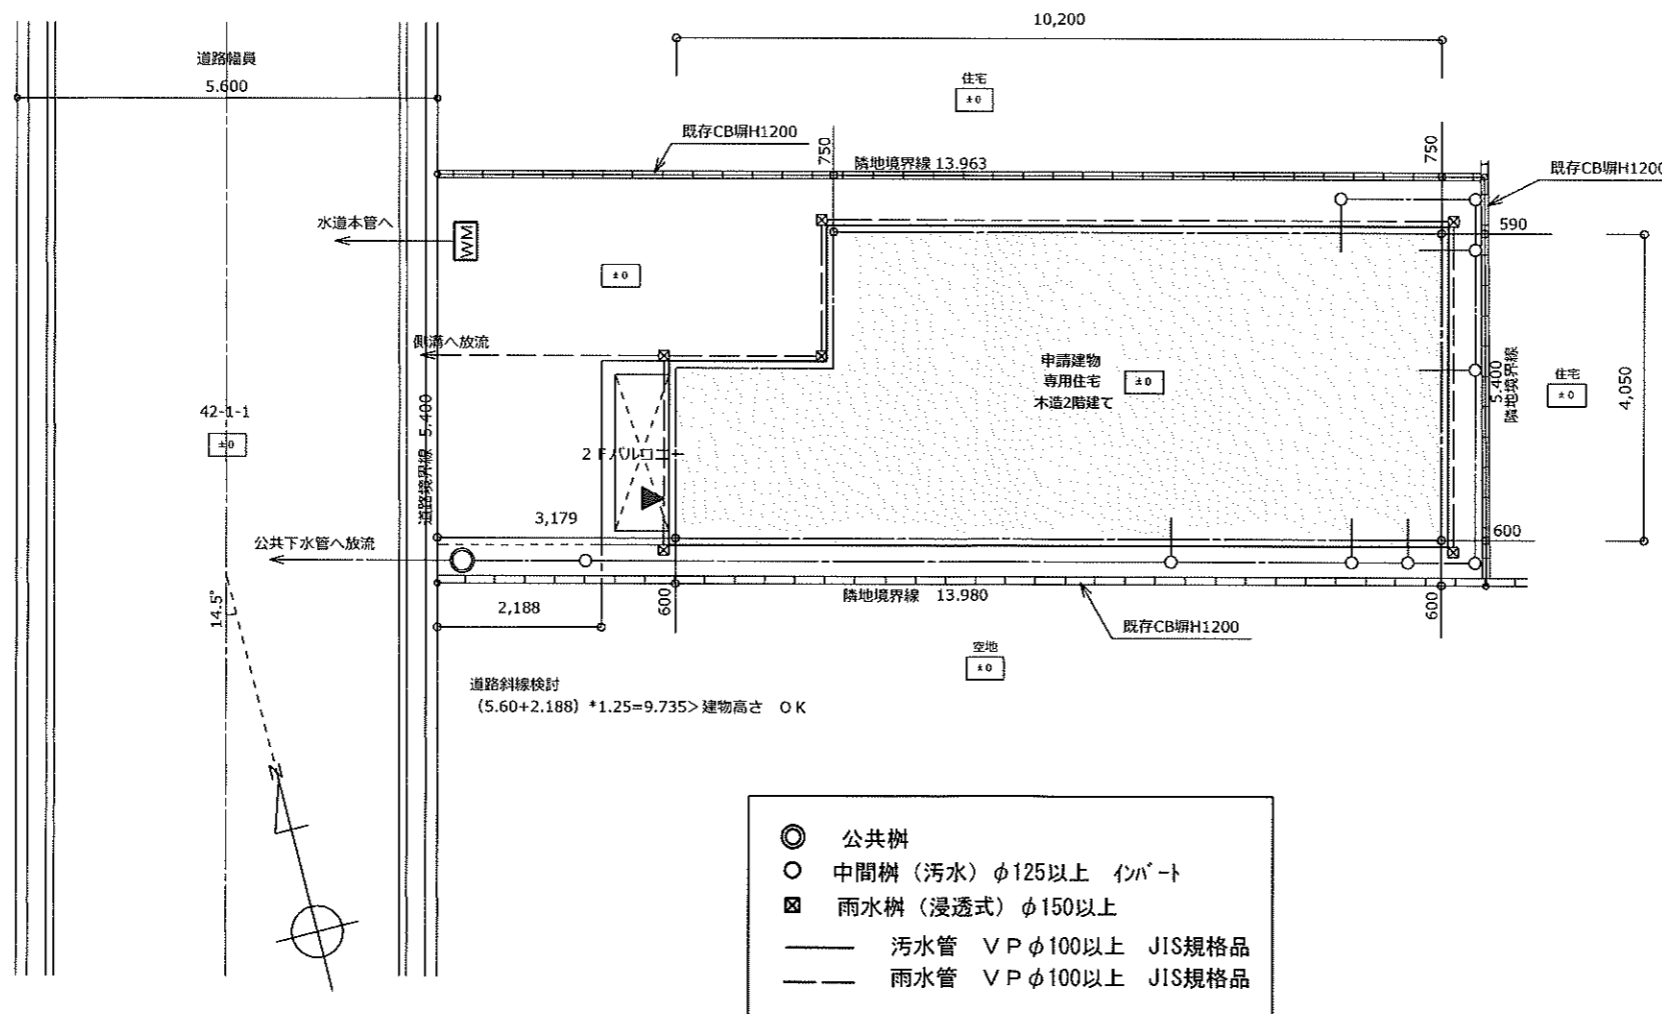 10,200
道路幅員
5.600
住宅
±0
既存CB塀H1200
750
隣地境界線 13.963
750
既存CB塀H1200
水道本管へ
WM
590
±0
側溝へ放流
申請建物
専用住宅
木造2階建て
±0
5.400
隣地境界線
住宅
±0
4,050
42-1-1
±0
道路境界線 5.400
2Fバルコニー
3,179
600
公共下水管へ放流
14.5°
2,188
600
隣地境界線 13.980
600
既存CB塀H1200
空地
±0
道路斜線検討
(5.60+2.188) *1.25=9.735>建物高さ OK
公共桝
中間桝（汚水）φ125以上 インバート
雨水桝（浸透式）φ150以上
汚水管 VPφ100以上 JIS規格品
雨水管 VPφ100以上 JIS規格品